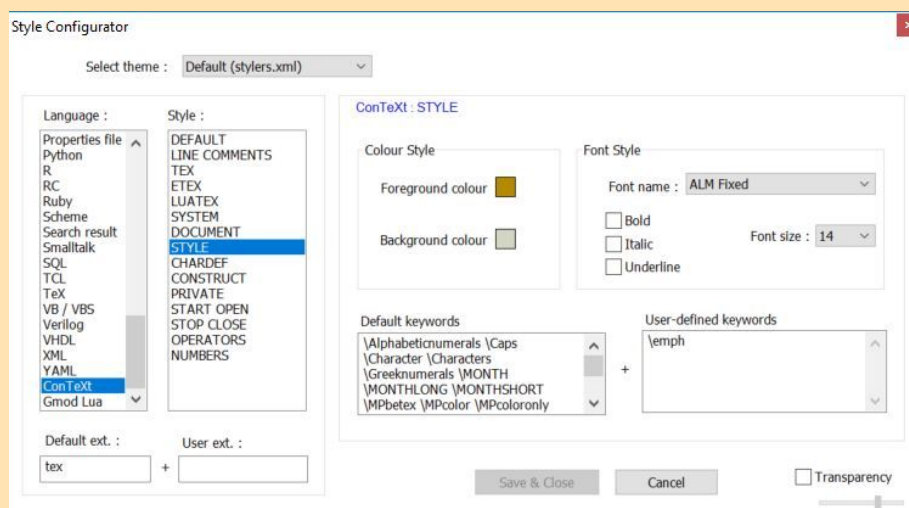 Style Configurator
Select theme : Default (stylers.xml)
Language :
Properties file
Python
R
RC
Ruby
Scheme
Search result
Smalltalk
SQL
TCL
TeX
VB / VBS
Verilog
VHDL
XML
YAML
ConTeXt
Gmod Lua
Style :
DEFAULT
LINE COMMENTS
TEX
ETEX
LUATEX
SYSTEM
DOCUMENT
STYLE
CHARDEF
CONSTRUCT
PRIVATE
START OPEN
STOP CLOSE
OPERATORS
NUMBERS
Default ext. :
tex
+
User ext. :
ConTeXt : STYLE
Colour Style
Foreground colour
Background colour
Font Style
Font name : ALM Fixed
Bold
Italic
Underline
Font size : 14
Default keywords
\Alphabeticnumerals \Caps
\Character \Characters
\Greeknumerals \MONTH
\MONTHLONG \MONTHSHORT
\MPbetex \MPcolor \MPcoloronly
+
User-defined keywords
\emph
Save & Close
Cancel
Transparency